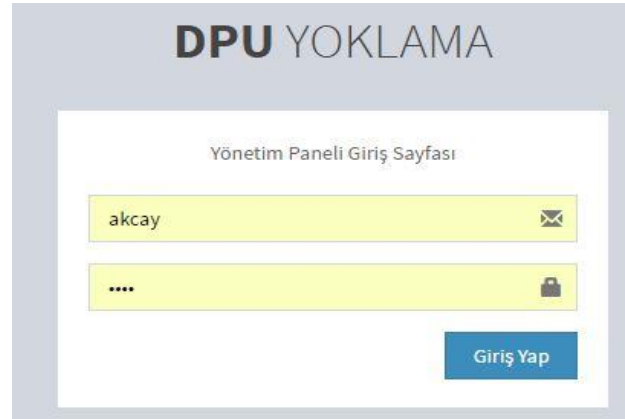 DPU YOKLAMA
Yönetim Paneli Giriş Sayfası
akcay
••••
Giriş Yap